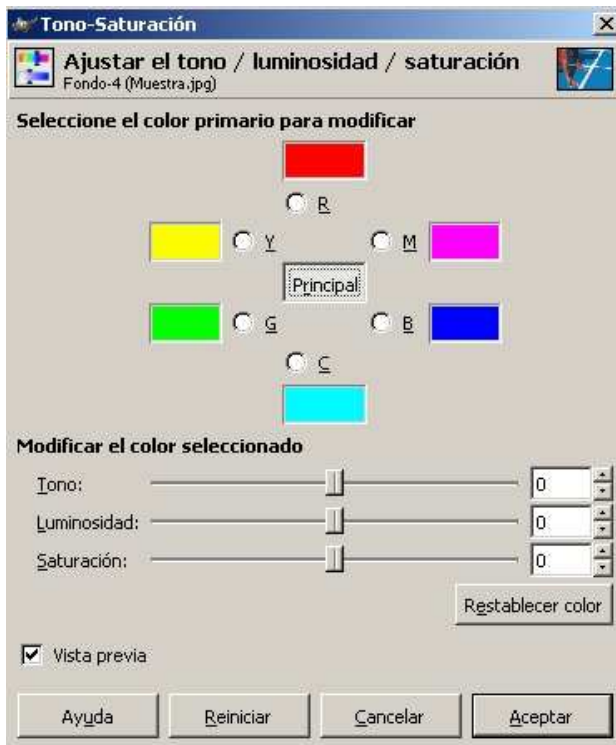 Tono-Saturación
Ajustar el tono / luminosidad / saturación
Fondo-4 (Muestra.jpg)
Seleccione el color primario para modificar
R
Y M
Principal
G B
C
Modificar el color seleccionado
Tono: 0
Luminosidad: 0
Saturación: 0
Restablecer color
Vista previa
Ayuda Reiniciar Cancelar Aceptar